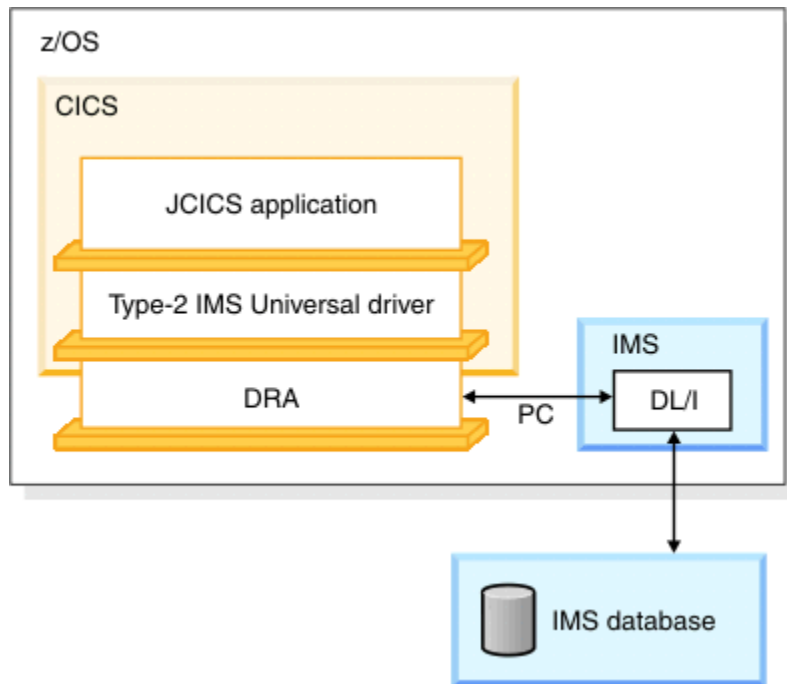 z/OS
CICS
JCICS application
Type-2 IMS Universal driver
DRA
PC
IMS
DL/I
IMS database